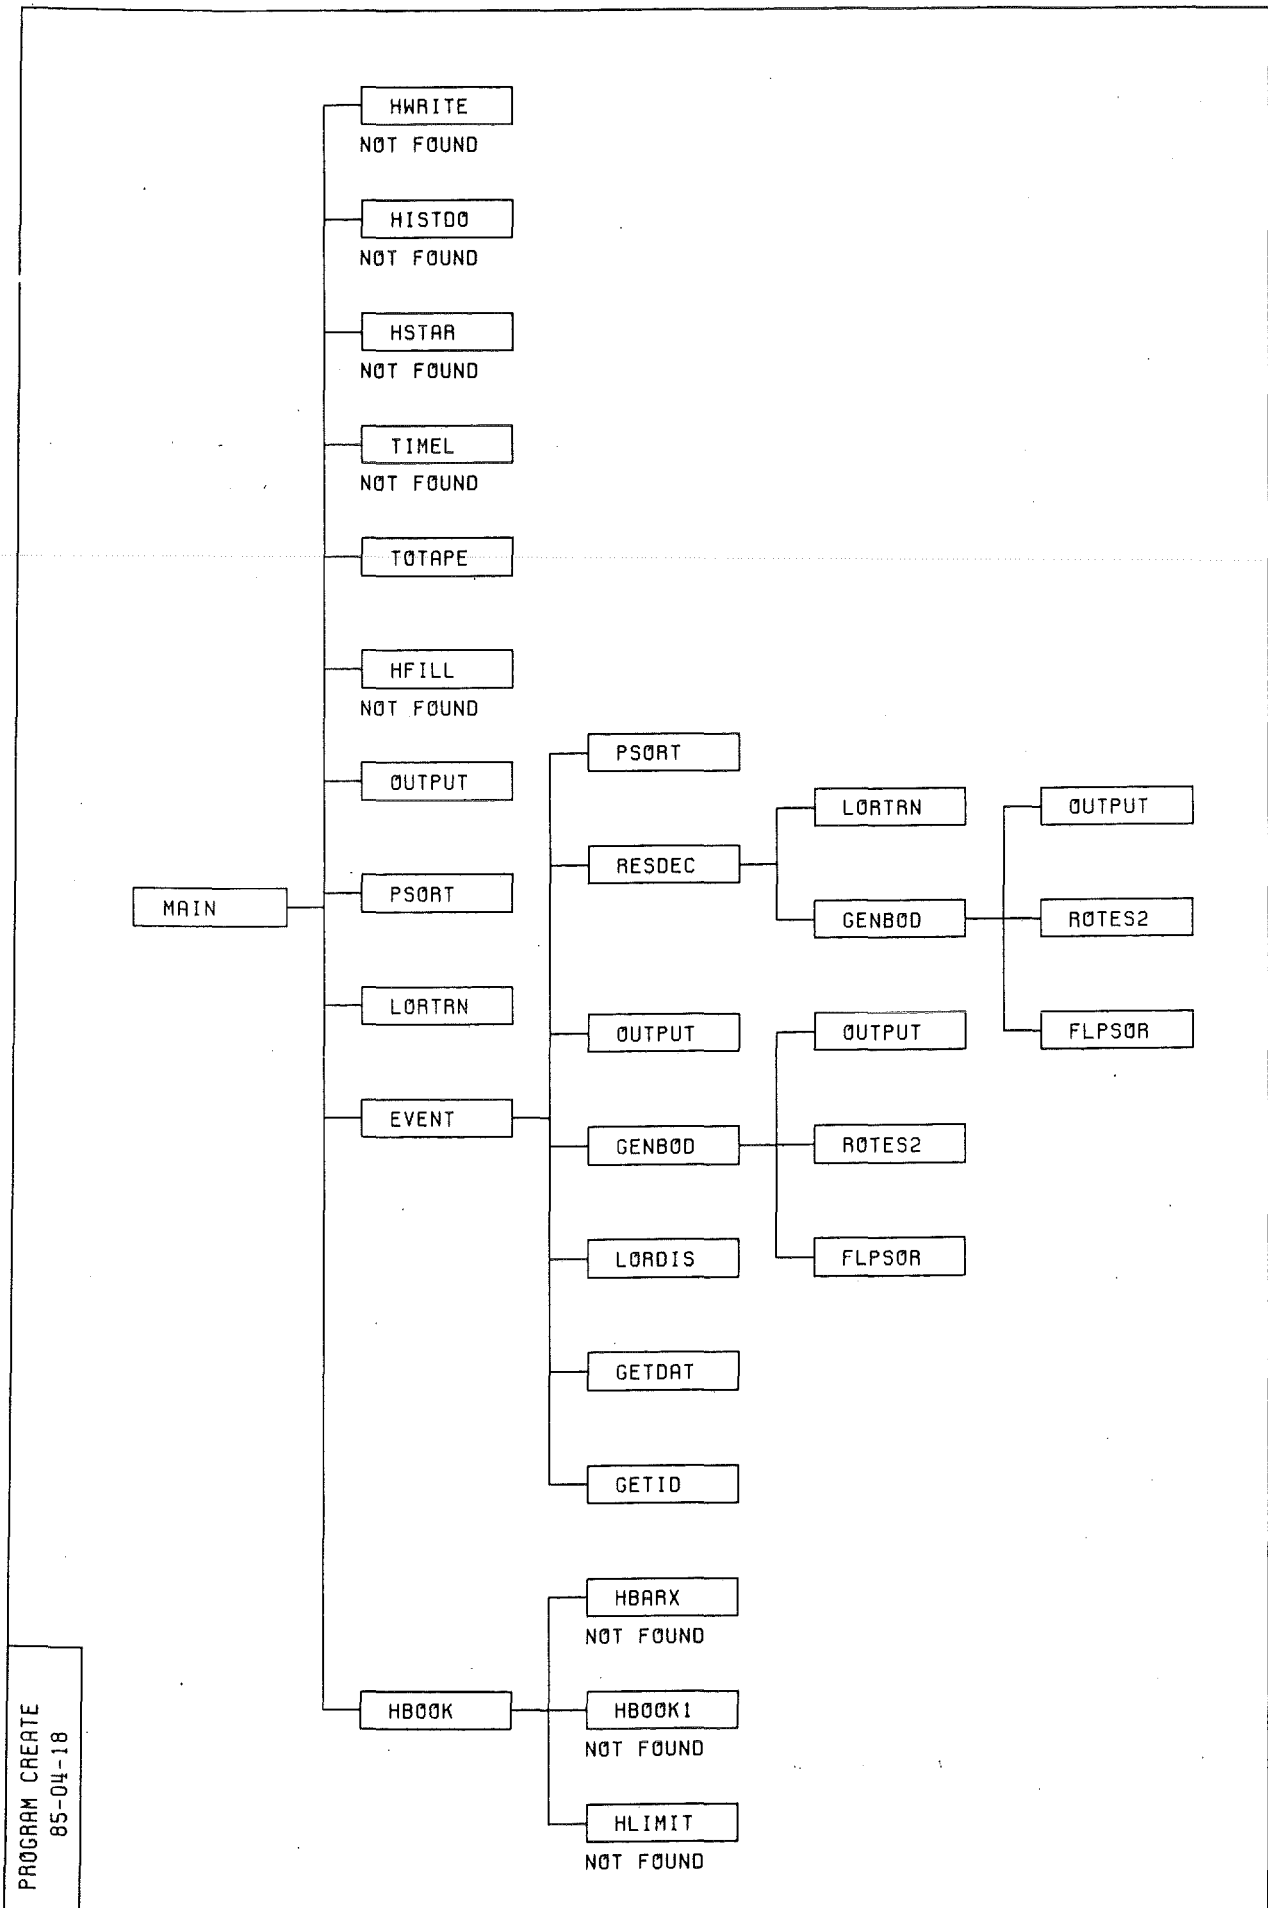 HWRITE
NOT FOUND
HISTDO
NOT FOUND
HSTAR
NOT FOUND
TIMEL
NOT FOUND
TOTAPE
HFILL
NOT FOUND
PSORT
OUTPUT
LORTRN
OUTPUT
RESDEC
PSORT
MAIN
GENBOD
ROTES2
LORTRN
OUTPUT
OUTPUT
FLPSOR
EVENT
GENBOD
ROTES2
LORDIS
FLPSOR
GETDAT
GETID
HBARX
NOT FOUND
HBOOK
HBOOK1
NOT FOUND
HLIMIT
NOT FOUND
PROGRAM CREATE
85-04-18